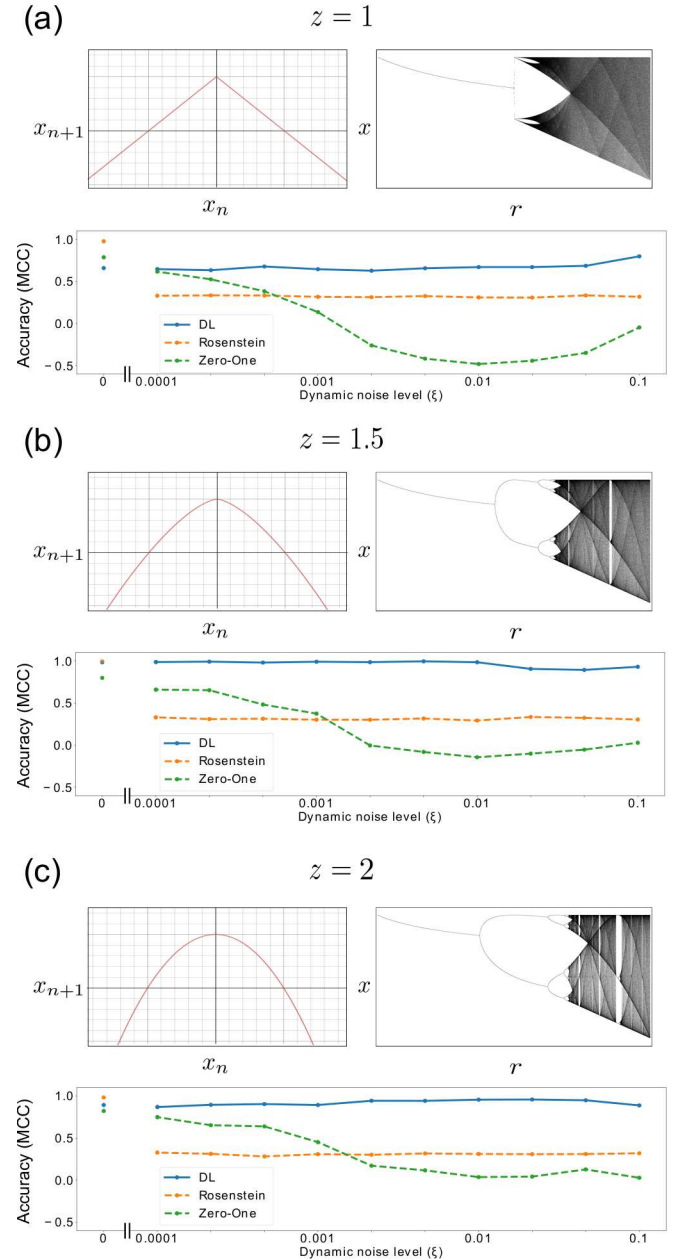 (a) z = 1
x_{n+1}
x_n
x
r
Accuracy (MCC)
1.0
0.5
0.0
−0.5
DL
Rosenstein
Zero-One
0 0.0001 0.001 0.01 0.1
Dynamic noise level (ξ)
(b) z = 1.5
x_{n+1}
x_n
x
r
Accuracy (MCC)
1.0
0.5
0.0
−0.5
DL
Rosenstein
Zero-One
0 0.0001 0.001 0.01 0.1
Dynamic noise level (ξ)
(c) z = 2
x_{n+1}
x_n
x
r
Accuracy (MCC)
1.0
0.5
0.0
−0.5
DL
Rosenstein
Zero-One
0 0.0001 0.001 0.01 0.1
Dynamic noise level (ξ)